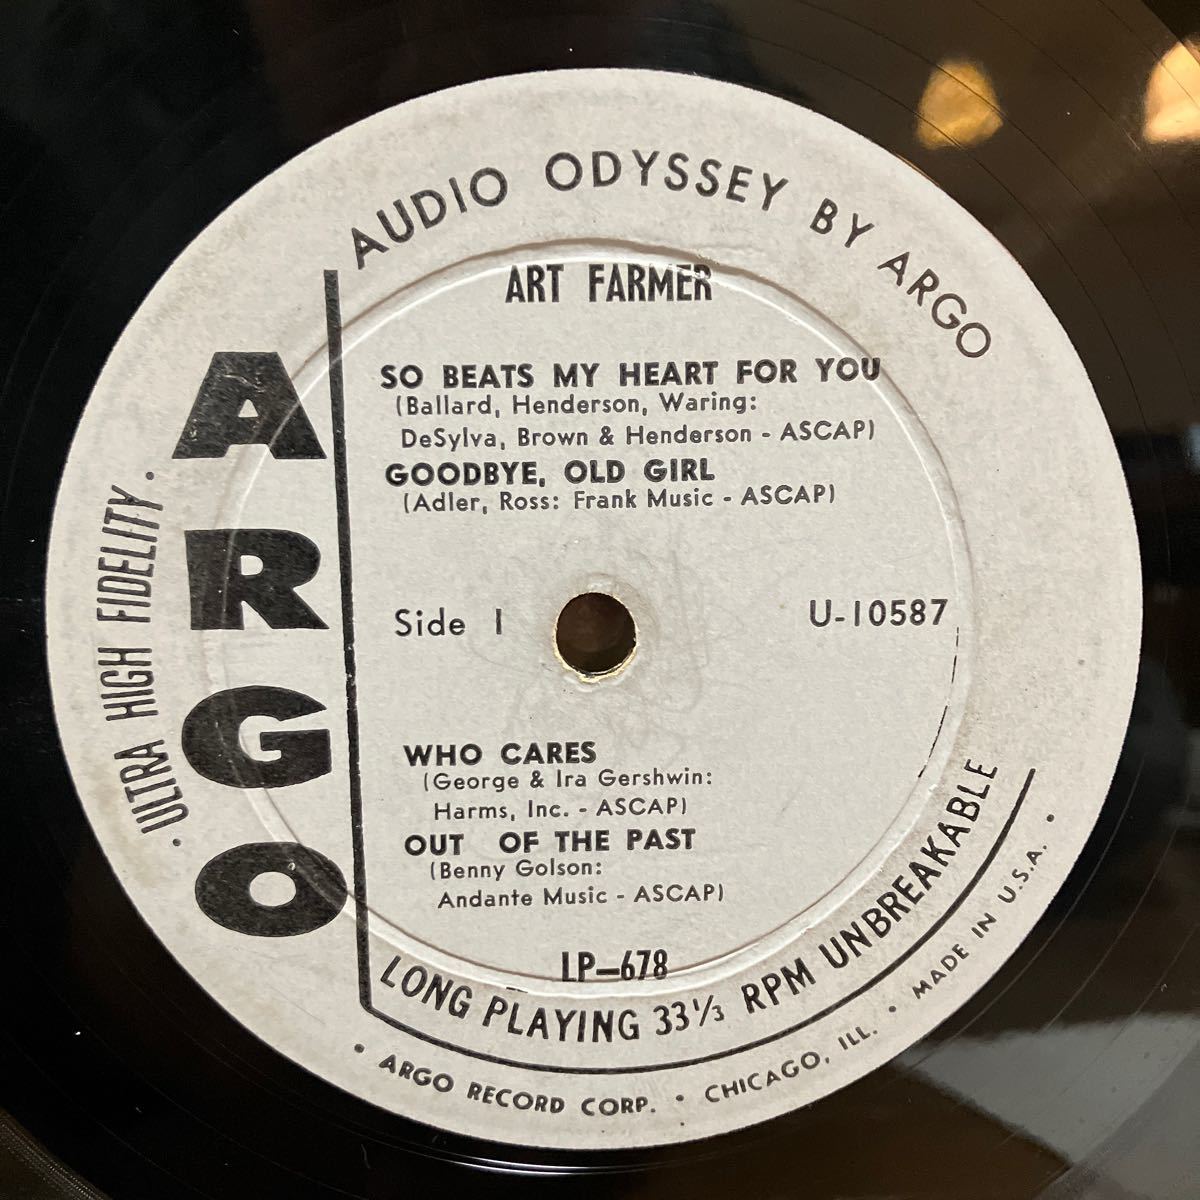 AUDIO ODYSSEY BY ARGO
ART FARMER
SO BEATS MY HEART FOR YOU
(Ballard, Henderson, Waring:
DeSylva, Brown & Henderson - ASCAP)
GOODBYE, OLD GIRL
(Adler, Ross: Frank Music - ASCAP)
Side 1
U-10587
WHO CARES
(George & Ira Gershwin:
Harms, Inc. - ASCAP)
OUT OF THE PAST
(Benny Golson:
Andante Music - ASCAP)
LP-678
ARGO
• ULTRA HIGH FIDELITY •
LONG PLAYING 33⅓ RPM UNBREAKABLE
• ARGO RECORD CORP. • CHICAGO, ILL. • MADE IN U.S.A. •